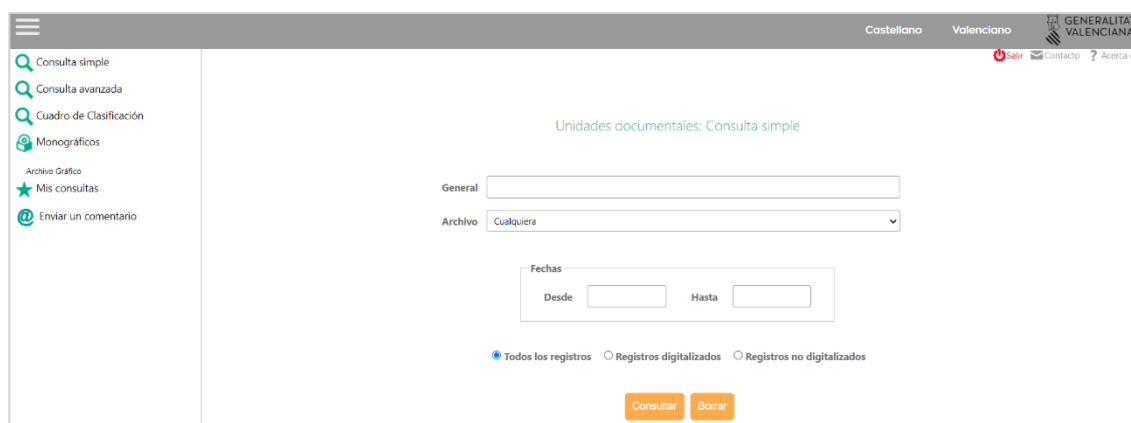 Castellano Valenciano GENERALITAT
VALENCIANA
Salir Contacto ? Acerca
Consulta simple
Consulta avanzada
Cuadro de Clasificación
Monográficos
Archivo Gráfico
Mis consultas
@ Enviar un comentario
Unidades documentales: Consulta simple
General
Archivo Cualquiera
Fechas
Desde Hasta
Todos los registros Registros digitalizados Registros no digitalizados
Consultar Borrar